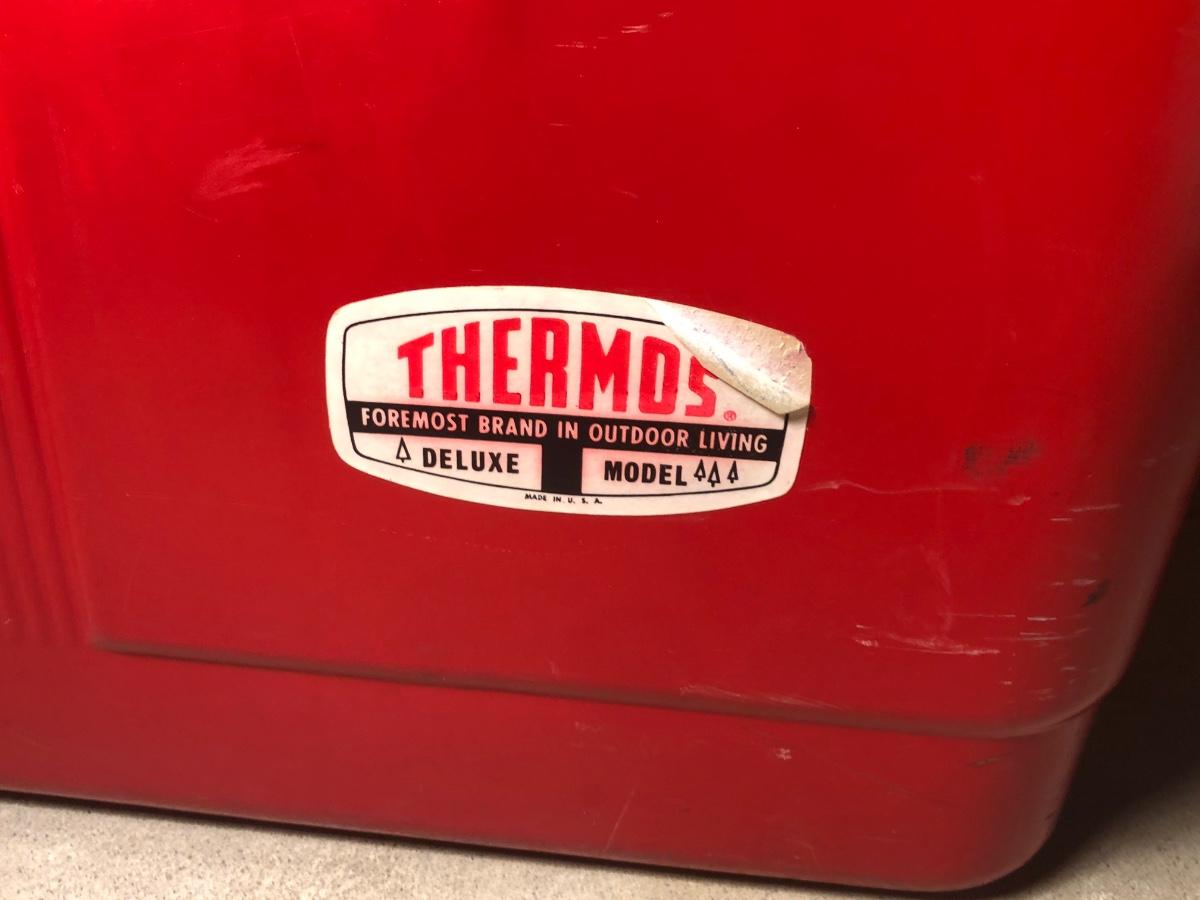 THERMOS®
FOREMOST BRAND IN OUTDOOR LIVING
DELUXE MODEL
MADE IN U. S. A.